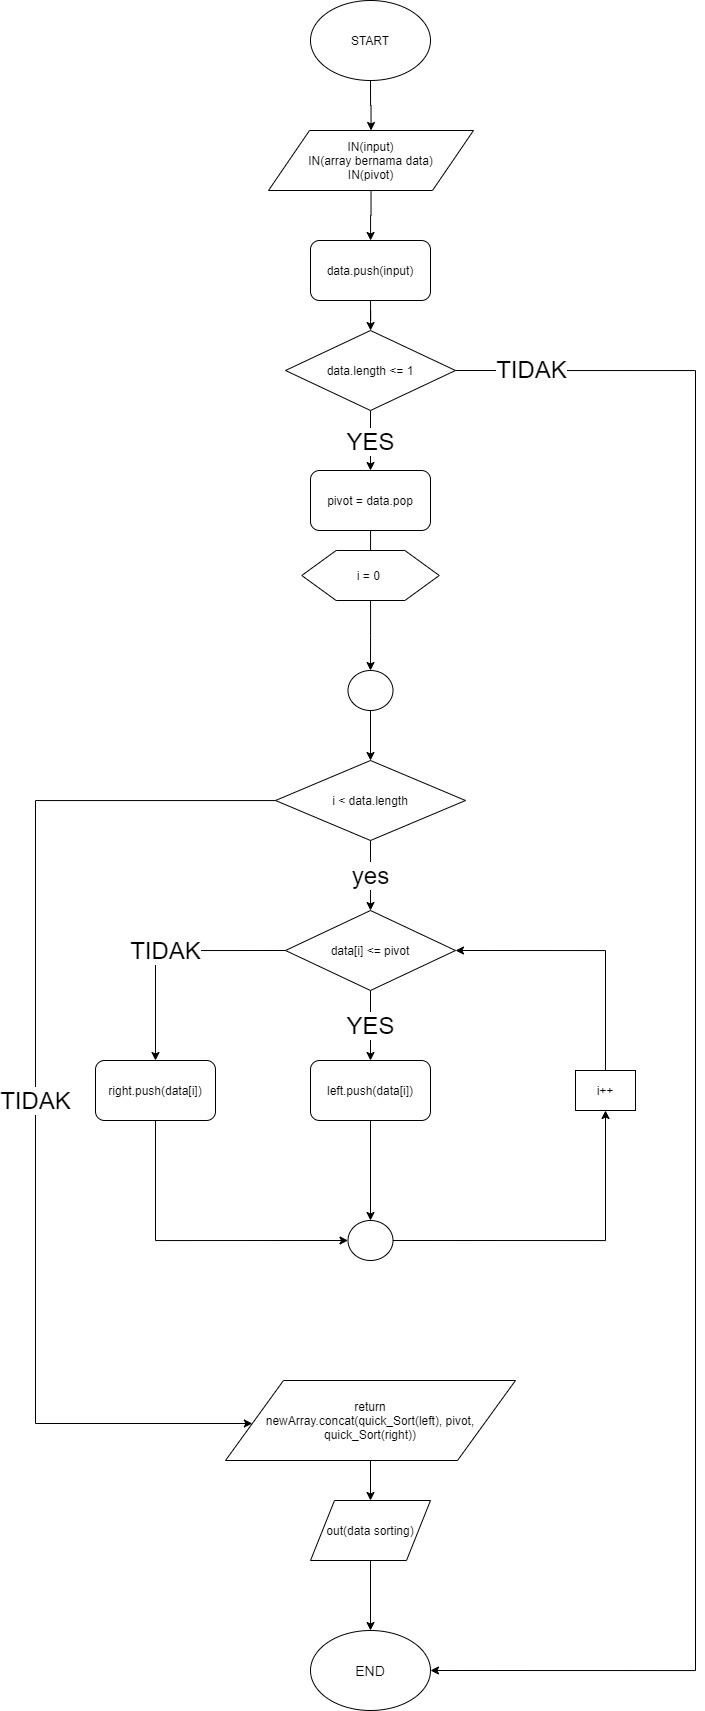 START
IN(input)
IN(array bernama data)
IN(pivot)
data.push(input)
data.length <= 1
TIDAK
YES
pivot = data.pop
i = 0
i < data.length
yes
data[i] <= pivot
TIDAK
YES
right.push(data[i])
left.push(data[i])
i++
TIDAK
return
newArray.concat(quick_Sort(left), pivot,
quick_Sort(right))
out(data sorting)
END